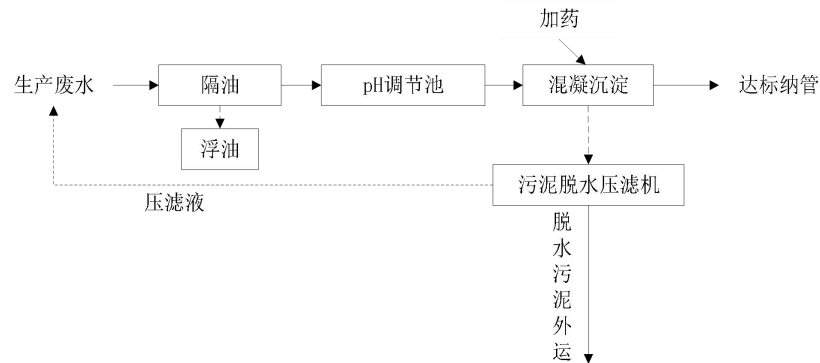 加药
生产废水
隔油
pH调节池
混凝沉淀
达标纳管
浮油
污泥脱水压滤机
压滤液
脱水污泥外运